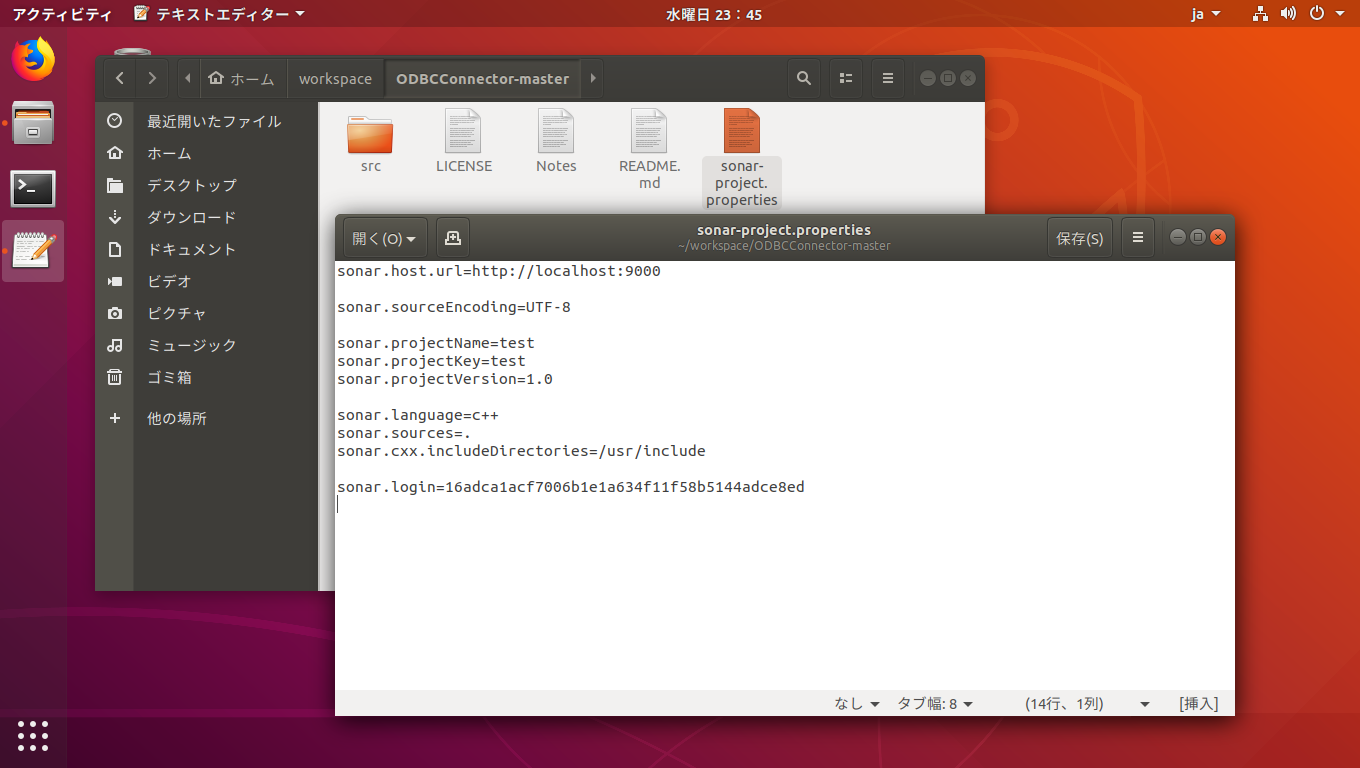 アクティビティ
テキストエディター
水曜日 23：45
ja
ホーム
workspace
ODBCConnector-master
最近開いたファイル
ホーム
デスクトップ
ダウンロード
ドキュメント
ビデオ
ピクチャ
ミュージック
ゴミ箱
他の場所
src
LICENSE
Notes
README.
md
sonar-
project.
properties
開く(O)
sonar-project.properties
~/workspace/ODBCConnector-master
保存(S)
sonar.host.url=http://localhost:9000
sonar.sourceEncoding=UTF-8
sonar.projectName=test
sonar.projectKey=test
sonar.projectVersion=1.0
sonar.language=c++
sonar.sources=.
sonar.cxx.includeDirectories=/usr/include
sonar.login=16adca1acf7006b1e1a634f11f58b5144adce8ed
なし
タブ幅: 8
(14行、1列)
[挿入]